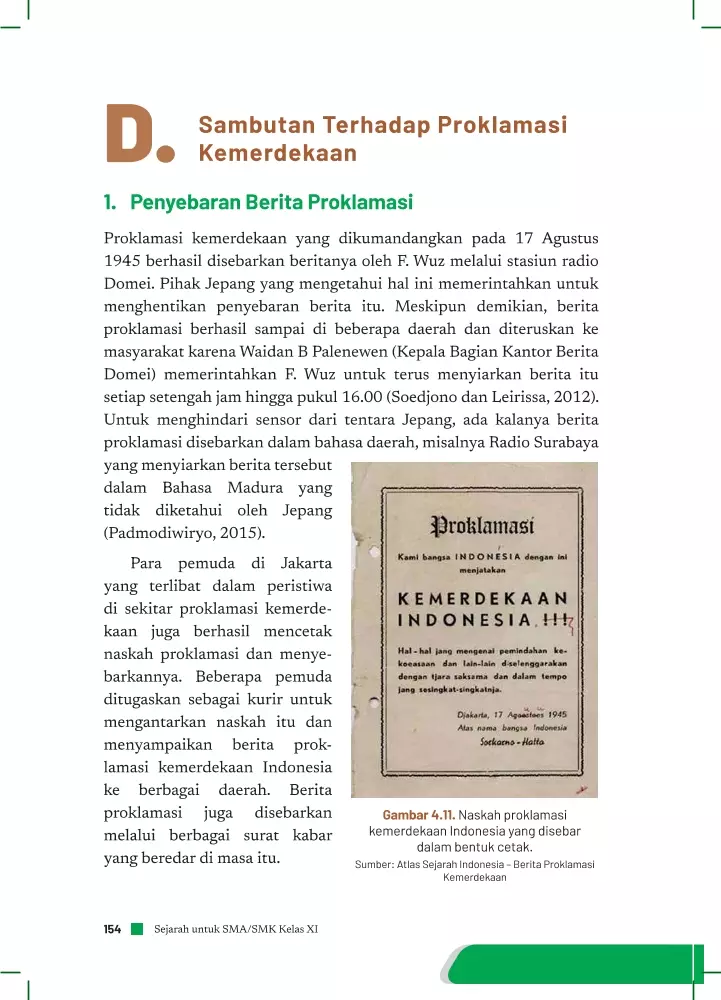 D.
Sambutan Terhadap Proklamasi
Kemerdekaan
1. Penyebaran Berita Proklamasi
Proklamasi kemerdekaan yang dikumandangkan pada 17 Agustus
1945 berhasil disebarkan beritanya oleh F. Wuz melalui stasiun radio
Domei. Pihak Jepang yang mengetahui hal ini memerintahkan untuk
menghentikan penyebaran berita itu. Meskipun demikian, berita
proklamasi berhasil sampai di beberapa daerah dan diteruskan ke
masyarakat karena Waidan B Palenewen (Kepala Bagian Kantor Berita
Domei) memerintahkan F. Wuz untuk terus menyiarkan berita itu
setiap setengah jam hingga pukul 16.00 (Soedjono dan Leirissa, 2012).
Untuk menghindari sensor dari tentara Jepang, ada kalanya berita
proklamasi disebarkan dalam bahasa daerah, misalnya Radio Surabaya
yang menyiarkan berita tersebut
dalam Bahasa Madura yang
tidak diketahui oleh Jepang
(Padmodiwiryo, 2015).
Para pemuda di Jakarta
yang terlibat dalam peristiwa
di sekitar proklamasi kemerde-
kaan juga berhasil mencetak
naskah proklamasi dan menye-
barkannya. Beberapa pemuda
ditugaskan sebagai kurir untuk
mengantarkan naskah itu dan
menyampaikan berita prok-
lamasi kemerdekaan Indonesia
ke berbagai daerah. Berita
proklamasi juga disebarkan
melalui berbagai surat kabar
yang beredar di masa itu.
Proklamasi
Kami bangsa INDONESIA dengan ini
menjatakan
KEMERDEKAAN
INDONESIA. !!!
Hal-hal jang mengenai pemindahan ke-
koeasaan dan lain-lain diselenggarakan
dengan tjara saksama dan dalam tempo
jang sesingkat-singkatnja.
Djakarta, 17 Agoestoes 1945
Atas nama bangsa Indonesia
Soekarno - Hatta
Gambar 4.11. Naskah proklamasi
kemerdekaan Indonesia yang disebar
dalam bentuk cetak.
Sumber: Atlas Sejarah Indonesia – Berita Proklamasi
Kemerdekaan
154 Sejarah untuk SMA/SMK Kelas XI